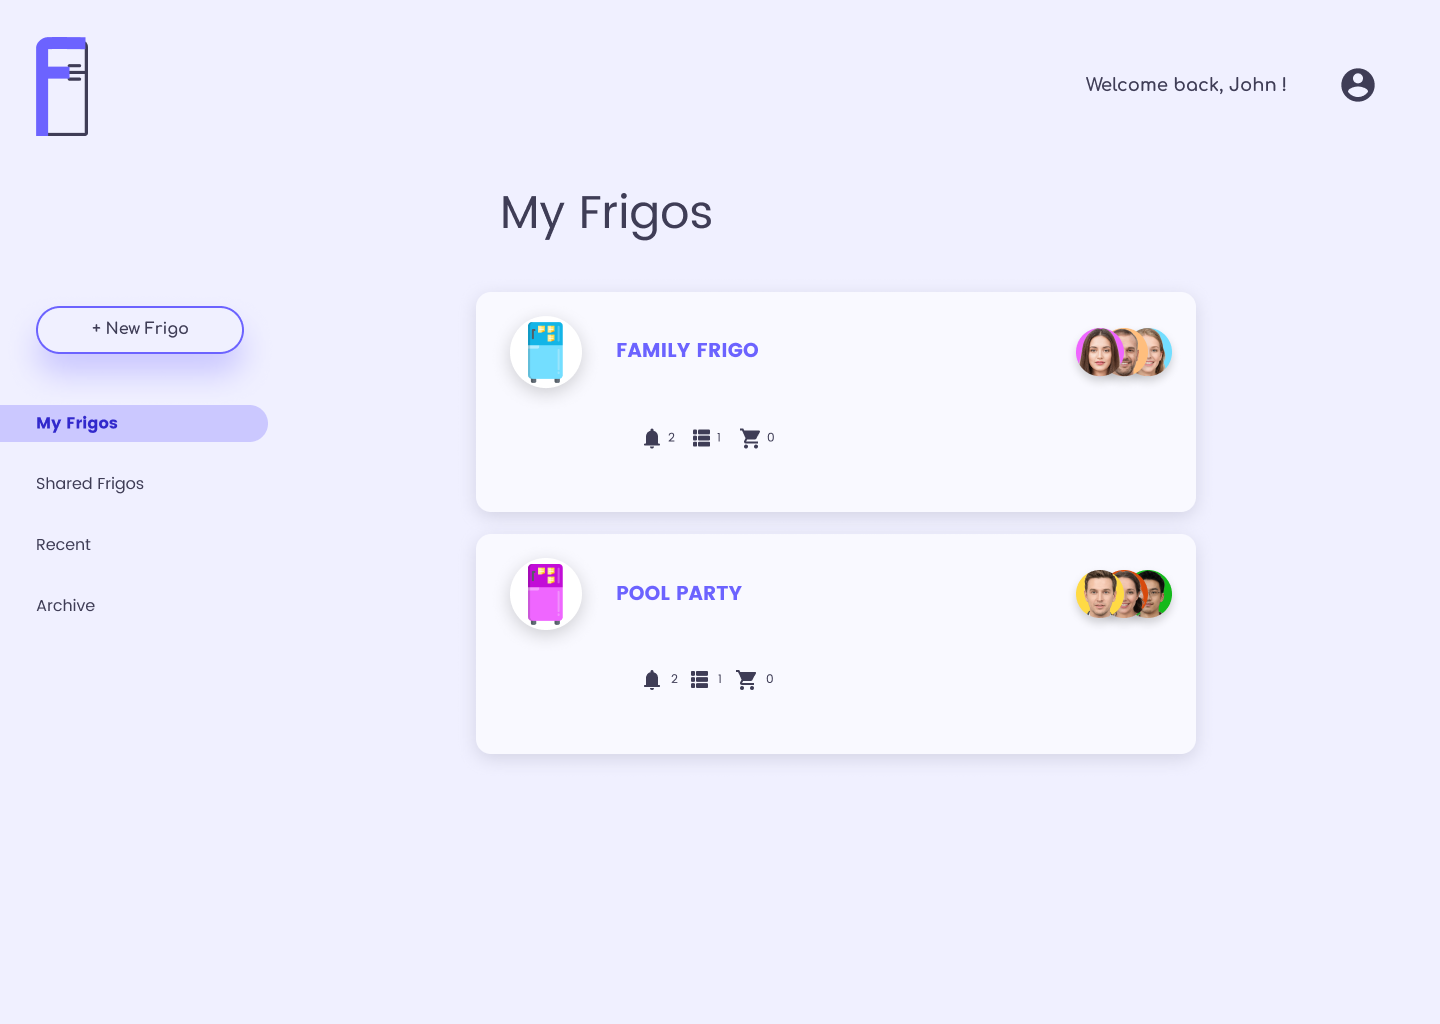 Welcome back, John !
My Frigos
+ New Frigo
My Frigos
Shared Frigos
Recent
Archive
FAMILY FRIGO
2 1 0
POOL PARTY
2 1 0